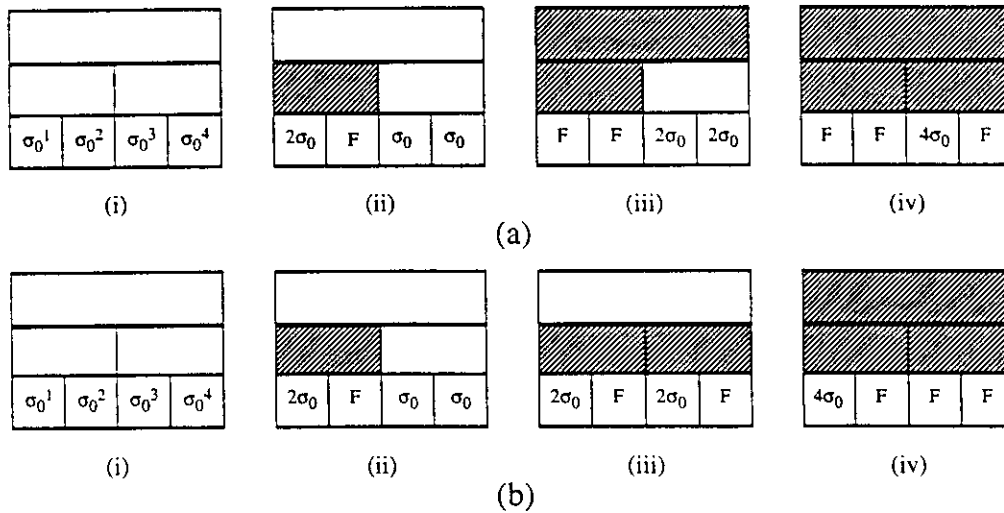 σ₀¹ σ₀² σ₀³ σ₀⁴ 2σ₀ F σ₀ σ₀ F F 2σ₀ 2σ₀ F F 4σ₀ F
(i) (ii) (iii) (iv)
(a)
σ₀¹ σ₀² σ₀³ σ₀⁴ 2σ₀ F σ₀ σ₀ 2σ₀ F 2σ₀ F 4σ₀ F F F
(i) (ii) (iii) (iv)
(b)